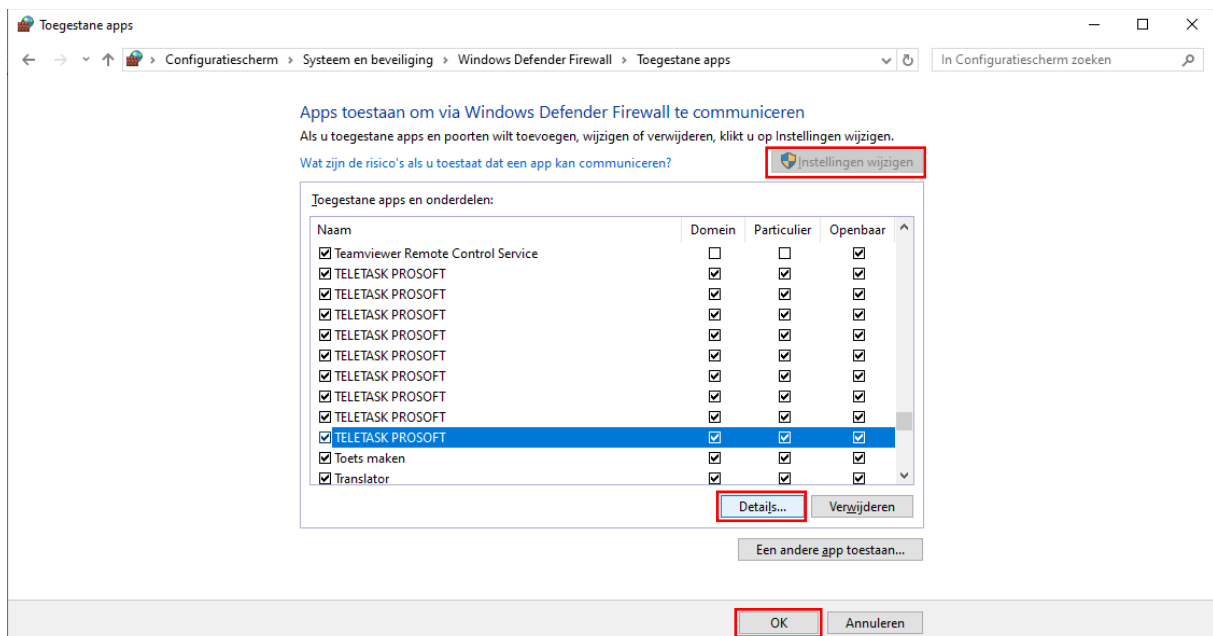 Toegestane apps
Configuratiescherm > Systeem en beveiliging > Windows Defender Firewall > Toegestane apps
In Configuratiescherm zoeken
Apps toestaan om via Windows Defender Firewall te communiceren
Als u toegestane apps en poorten wilt toevoegen, wijzigen of verwijderen, klikt u op Instellingen wijzigen.
Wat zijn de risico's als u toestaat dat een app kan communiceren?
Instellingen wijzigen
Toegestane apps en onderdelen:
Naam Domein Particulier Openbaar
Teamviewer Remote Control Service
TELETASK PROSOFT
TELETASK PROSOFT
TELETASK PROSOFT
TELETASK PROSOFT
TELETASK PROSOFT
TELETASK PROSOFT
TELETASK PROSOFT
TELETASK PROSOFT
TELETASK PROSOFT
Toets maken
Translator
Details... Verwijderen
Een andere app toestaan...
OK Annuleren